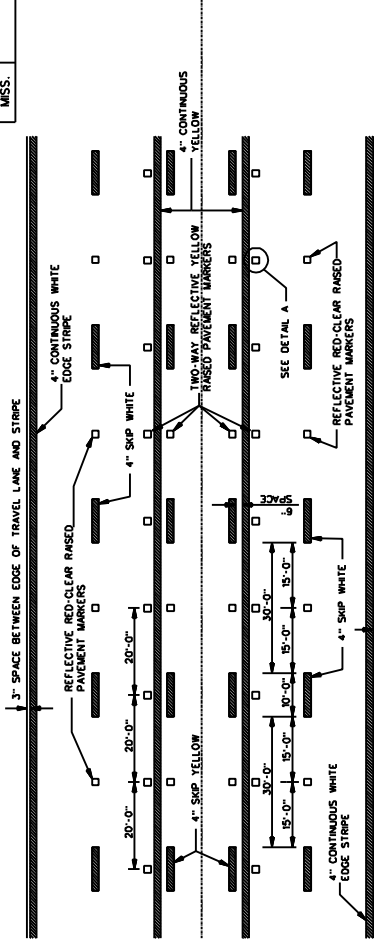 MISS.
3" SPACE BETWEEN EDGE OF TRAVEL LANE AND STRIPE
4" CONTINUOUS WHITE
EDGE STRIPE
REFLECTIVE RED-CLEAR RAISED
PAVEMENT MARKERS
4" SKIP WHITE
4" CONTINUOUS
YELLOW
20'-0"
20'-0"
20'-0"
TWO-WAY REFLECTIVE YELLOW
RAISED PAVEMENT MARKERS
4" SKIP YELLOW
6"
SPACE
SEE DETAIL A
30'-0"
30'-0"
15'-0"
15'-0"
10'-0"
15'-0"
15'-0"
4" SKIP WHITE
REFLECTIVE RED-CLEAR RAISED
PAVEMENT MARKERS
4" CONTINUOUS WHITE
EDGE STRIPE